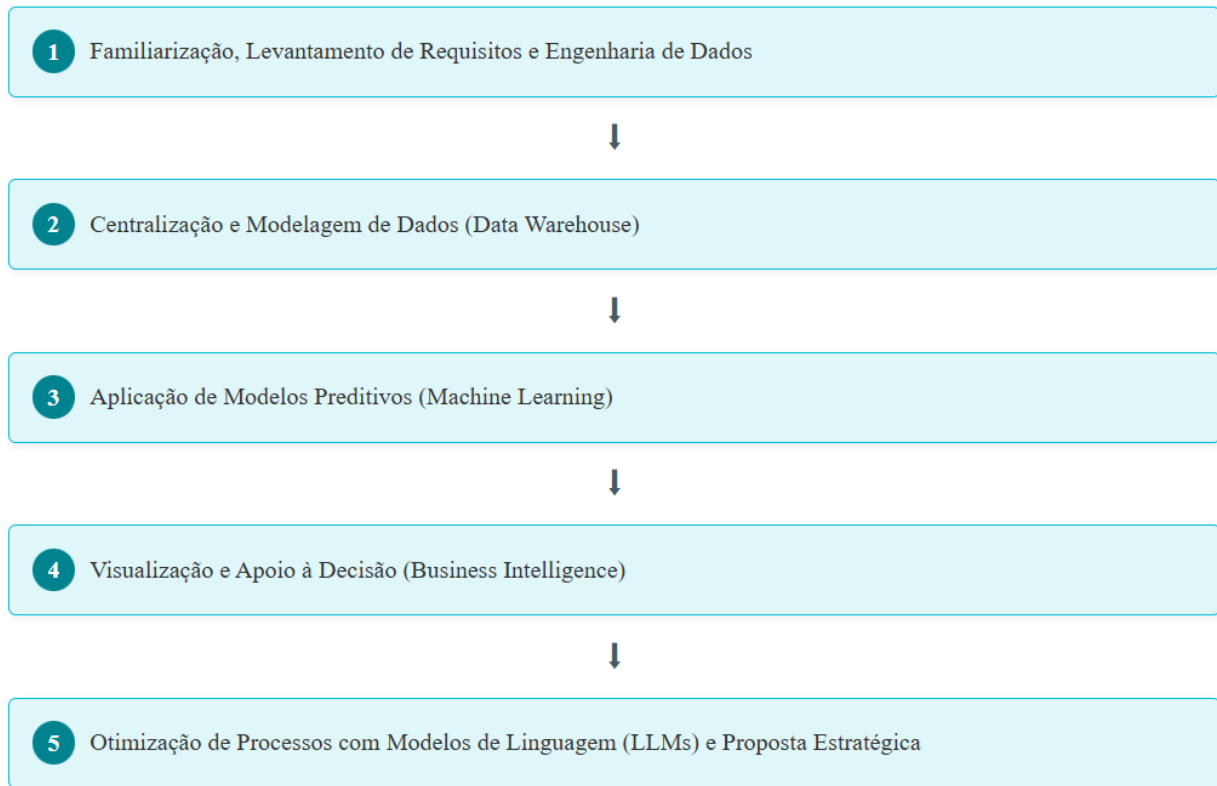 1 Familiarização, Levantamento de Requisitos e Engenharia de Dados
2 Centralização e Modelagem de Dados (Data Warehouse)
3 Aplicação de Modelos Preditivos (Machine Learning)
4 Visualização e Apoio à Decisão (Business Intelligence)
5 Otimização de Processos com Modelos de Linguagem (LLMs) e Proposta Estratégica